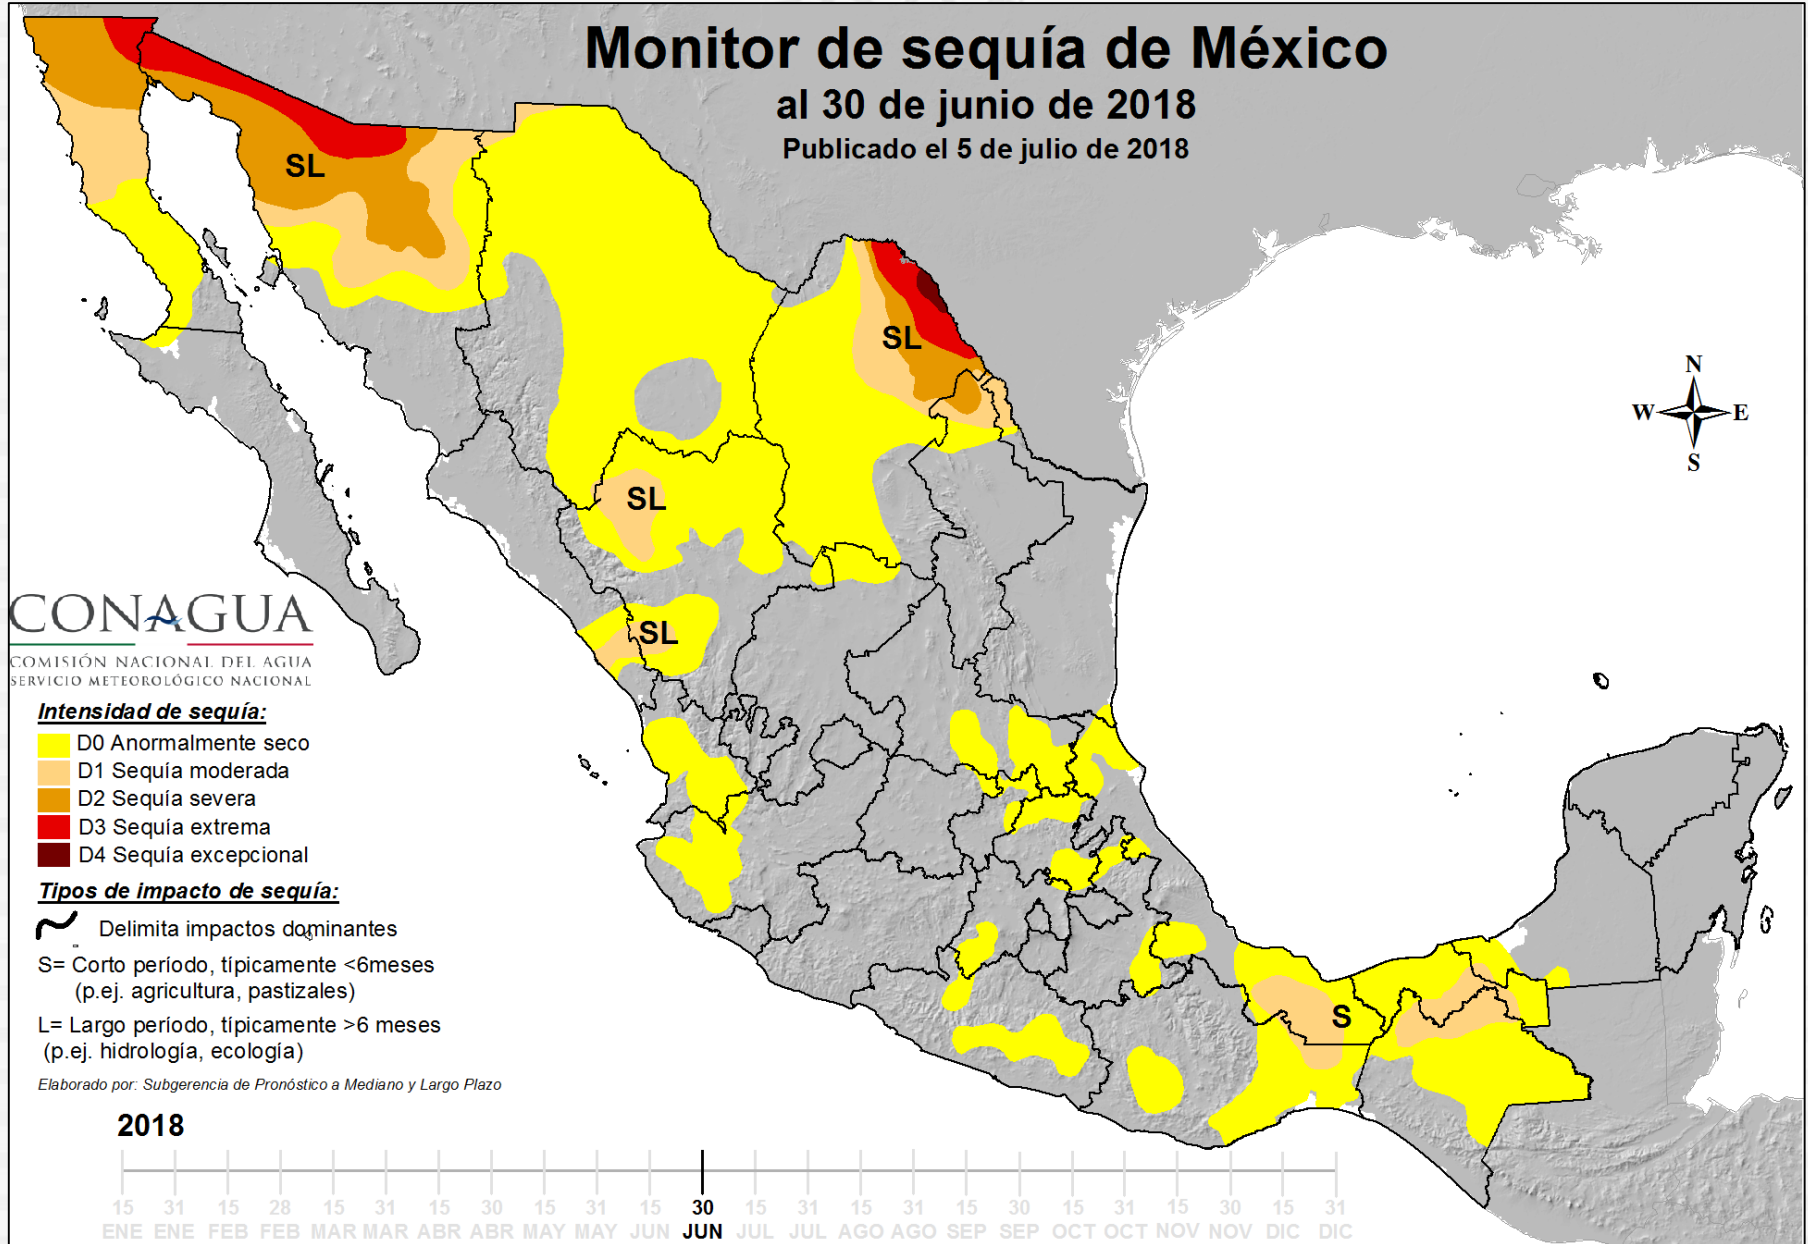 Monitor de sequía de México
al 30 de junio de 2018
Publicado el 5 de julio de 2018
SL
SL
SL
SL
S
N
W E
S
CONAGUA
COMISIÓN NACIONAL DEL AGUA
SERVICIO METEOROLÓGICO NACIONAL
Intensidad de sequía:
D0 Anormalmente seco
D1 Sequía moderada
D2 Sequía severa
D3 Sequía extrema
D4 Sequía excepcional
Tipos de impacto de sequía:
Delimita impactos dominantes
S= Corto período, típicamente <6meses
(p.ej. agricultura, pastizales)
L= Largo período, típicamente >6 meses
(p.ej. hidrología, ecología)
Elaborado por: Subgerencia de Pronóstico a Mediano y Largo Plazo
2018
15 31 15 28 15 31 15 30 15 31 15 30 15 31 15 31 15 30 15 31 15 30 15 31
ENE ENE FEB FEB MAR MAR ABR ABR MAY MAY JUN JUN JUL JUL AGO AGO SEP SEP OCT OCT NOV NOV DIC DIC